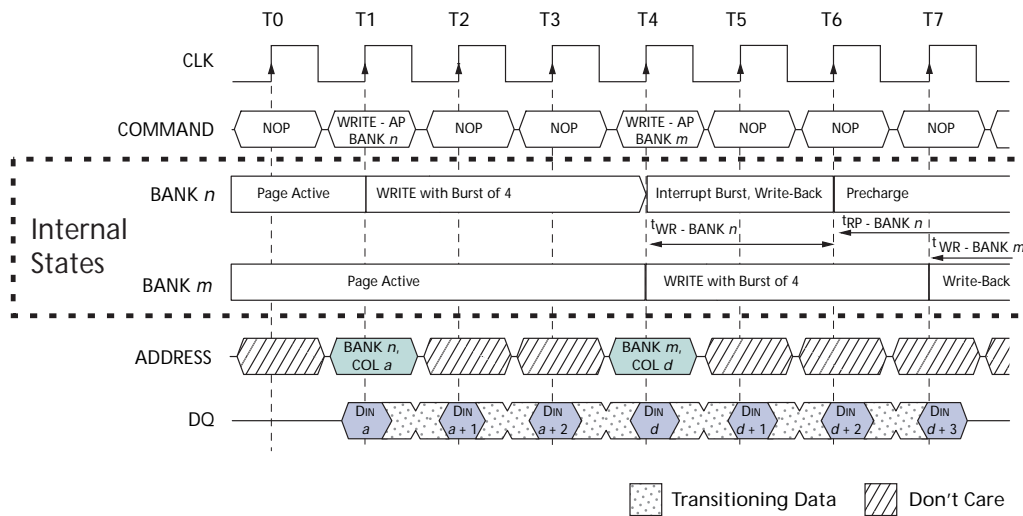 T0 T1 T2 T3 T4 T5 T6 T7
CLK
COMMAND NOP WRITE - AP BANK n NOP NOP WRITE - AP BANK m NOP NOP NOP
BANK n Page Active WRITE with Burst of 4 Interrupt Burst, Write-Back Precharge
Internal
States
tWR - BANK n tRP - BANK n
tWR - BANK m
BANK m Page Active WRITE with Burst of 4 Write-Back
ADDRESS BANK n, COL a BANK m, COL d
DQ DIN a DIN a + 1 DIN a + 2 DIN d DIN d + 1 DIN d + 2 DIN d + 3
Transitioning Data Don't Care